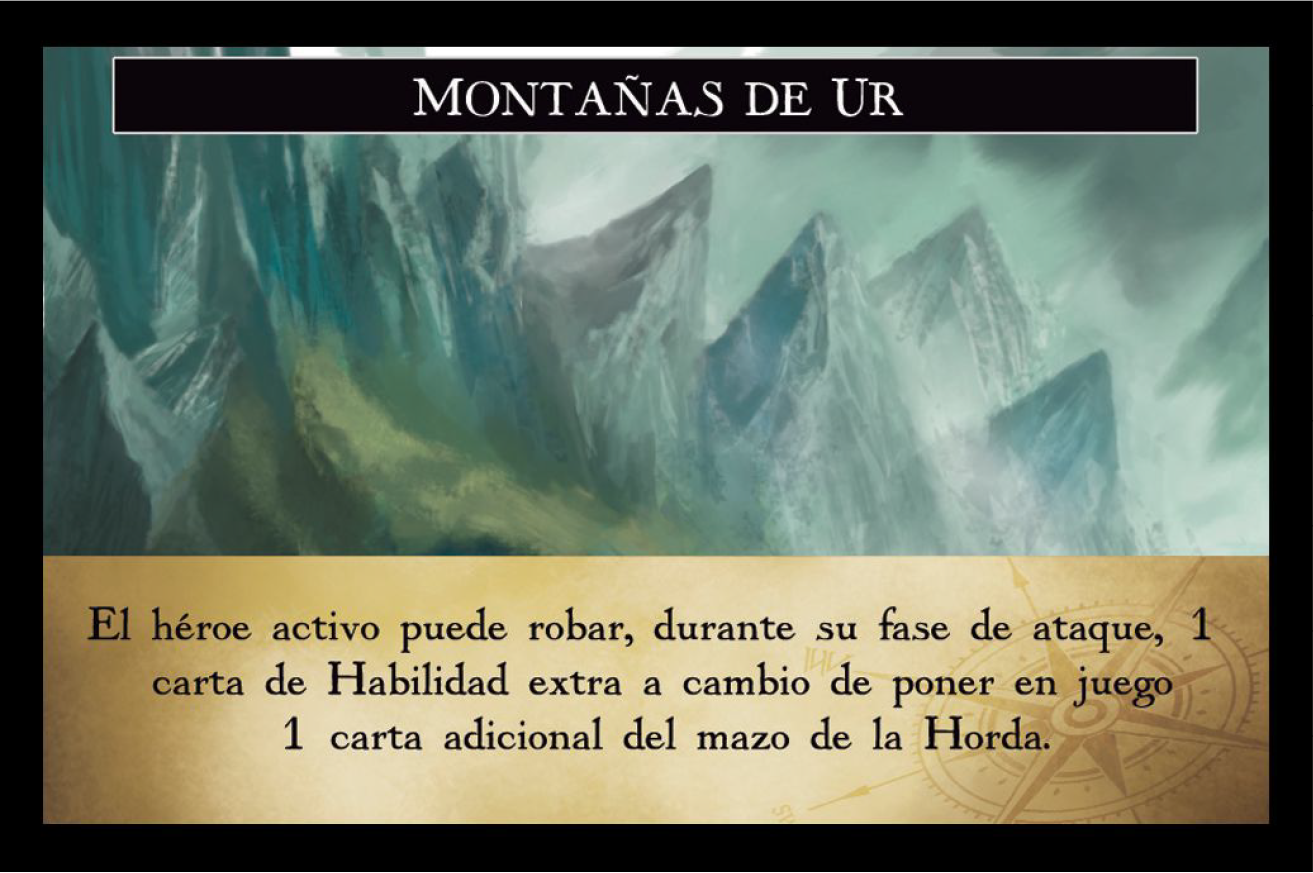 Montañas de Ur
El héroe activo puede robar, durante su fase de ataque, 1
carta de Habilidad extra a cambio de poner en juego
1 carta adicional del mazo de la Horda.